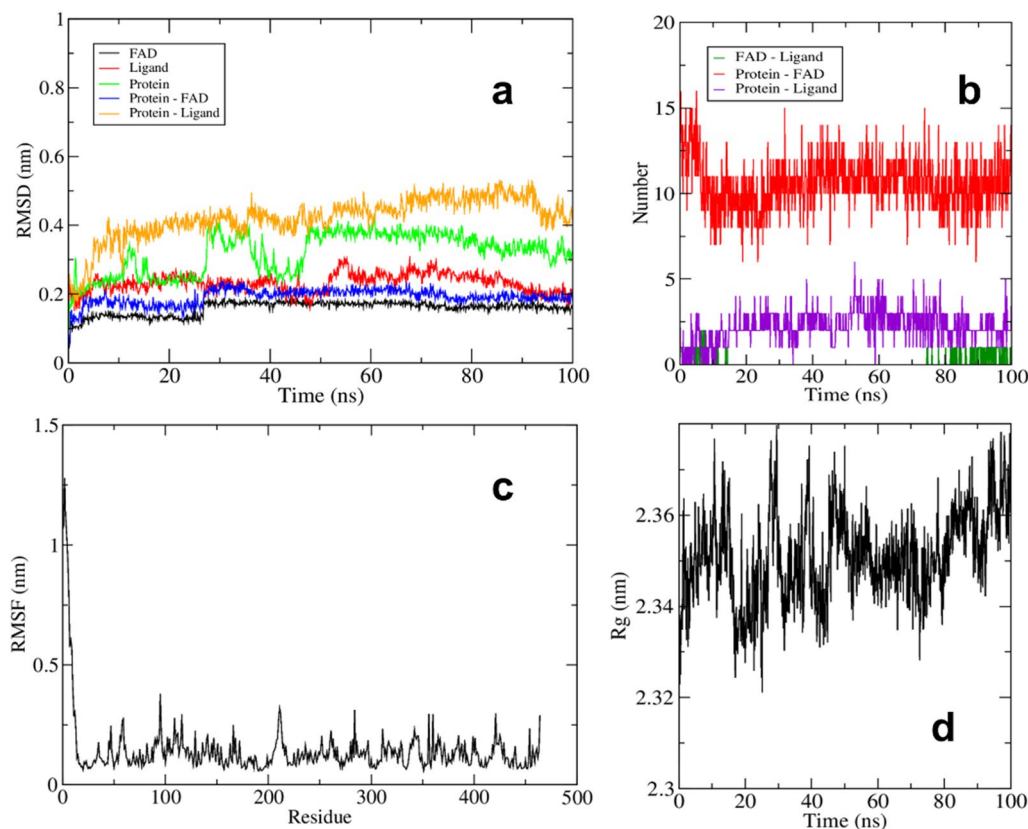 1
0.8
0.6
0.4
0.2
0
RMSD (nm)
FAD
Ligand
Protein
Protein - FAD
Protein - Ligand
a
0 20 40 60 80 100
Time (ns)
20
15
10
5
0
Number
FAD - Ligand
Protein - FAD
Protein - Ligand
b
0 20 40 60 80 100
Time (ns)
1.5
1
0.5
0
RMSF (nm)
c
0 100 200 300 400 500
Residue
2.36
2.34
2.32
2.3
Rg (nm)
d
0 20 40 60 80 100
Time (ns)